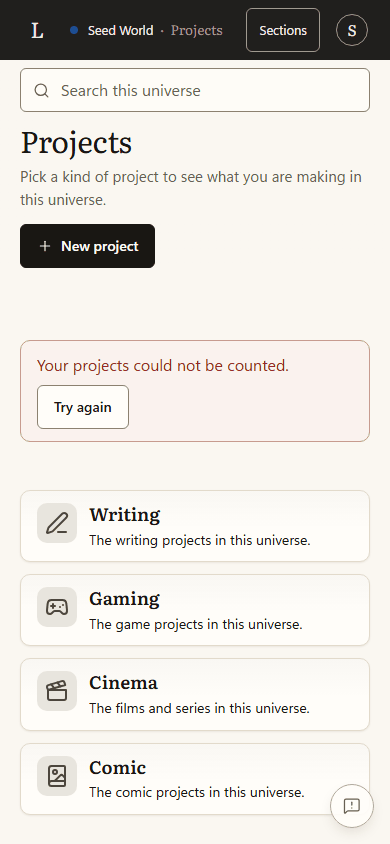 L
Seed World · Projects
Sections
S
Search this universe
Projects
Pick a kind of project to see what you are making in
this universe.
New project
Your projects could not be counted.
Try again
Writing
The writing projects in this universe.
Gaming
The game projects in this universe.
Cinema
The films and series in this universe.
Comic
The comic projects in this universe.